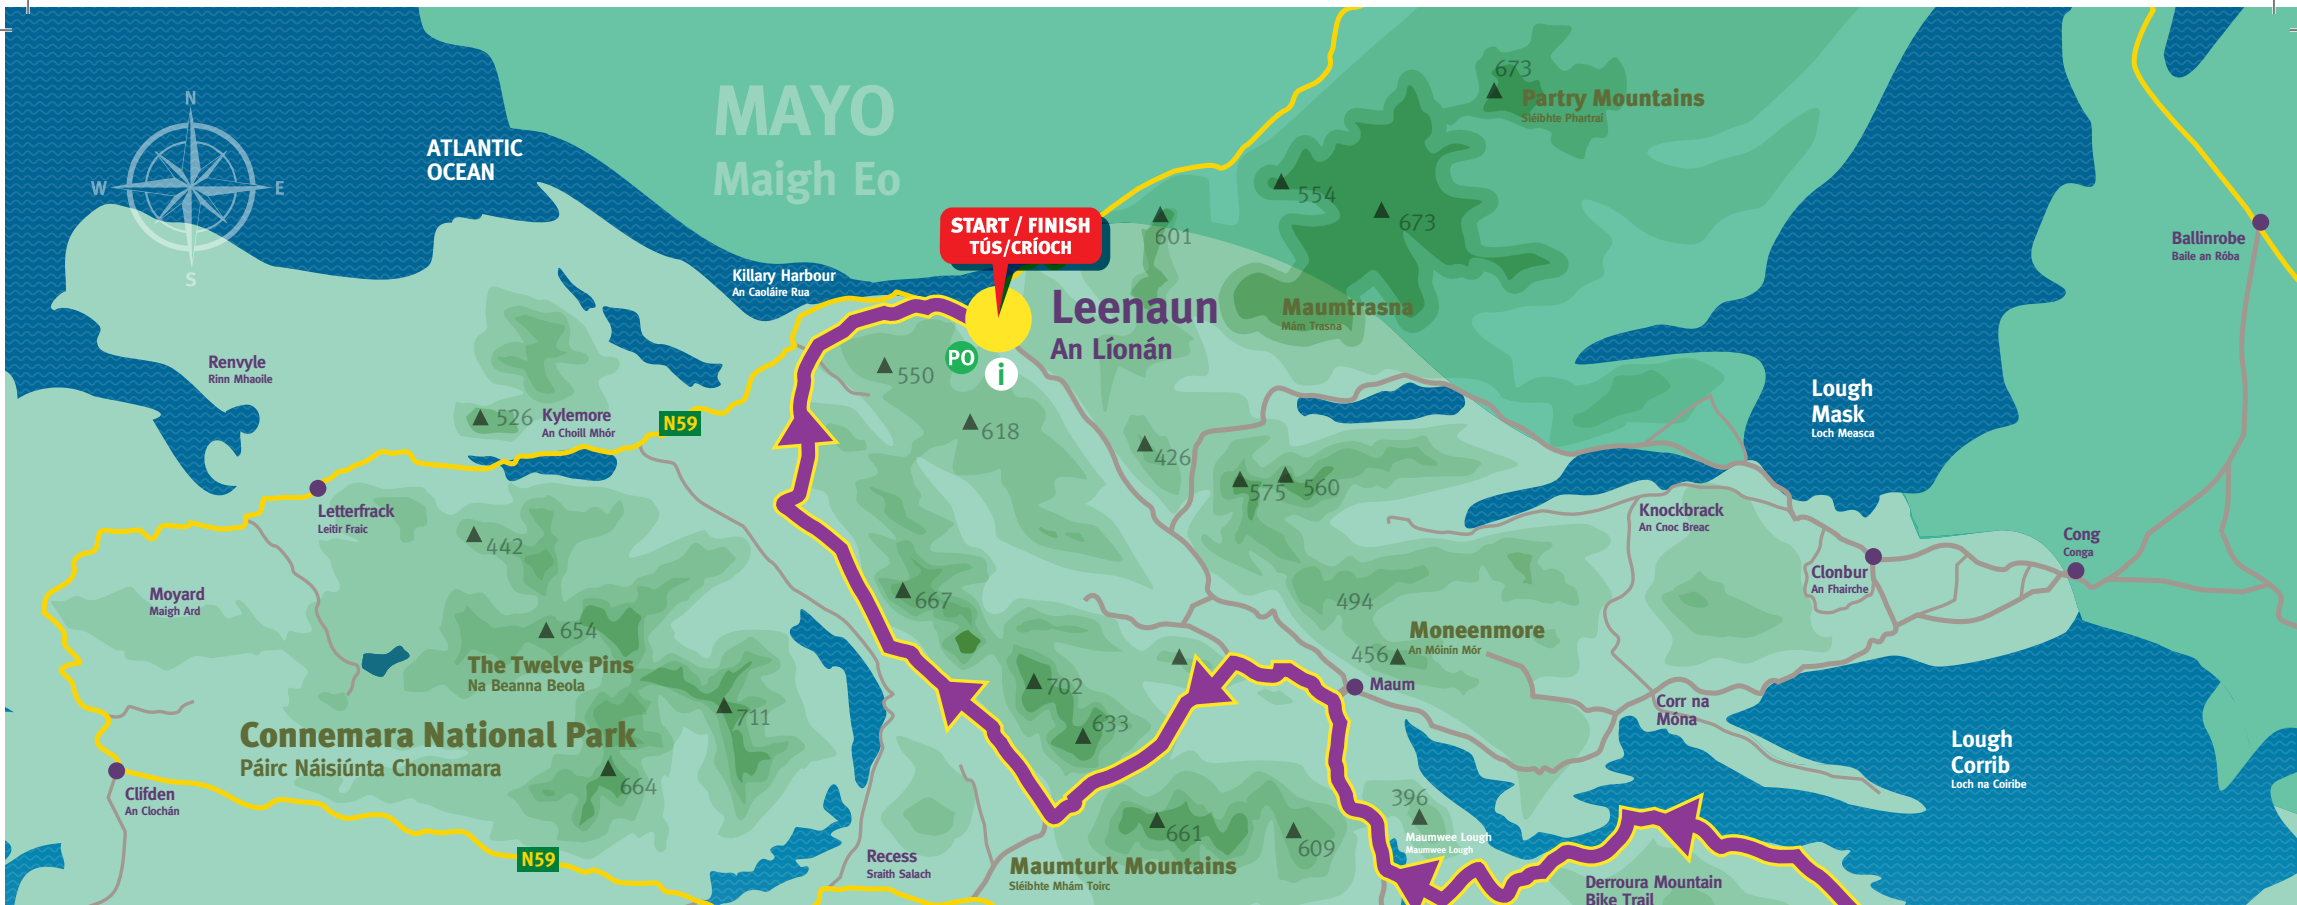 MAYO
Maigh Eo
673
Partry Mountains
Sléibhte Phartraí
N
W
E
S
ATLANTIC
OCEAN
554
673
START / FINISH
TÚS/CRÍOCH
601
Ballinrobe
Baile an Róba
Killary Harbour
An Caoláire Rua
Leenaun
An Líonán
Maumtrasna
Mám Trasna
PO
i
550
Renvyle
Rinn Mhaoile
526
Kylemore
An Choill Mhór
N59
618
426
Lough
Mask
Loch Measca
575
560
Letterfrack
Leitir Fraic
442
Knockbrack
An Cnoc Breac
Cong
Conga
Clonbur
An Fhairche
Moyard
Maigh Ard
667
494
654
Moneenmore
An Móinín Mór
456
The Twelve Pins
Na Beanna Beola
702
Maum
711
633
Corr na
Móna
Connemara National Park
Páirc Náisiúnta Chonamara
664
Lough
Corrib
Loch na Coiribe
Clifden
An Clochán
396
661
609
Maumwee Lough
Maumwee Lough
N59
Recess
Sraith Salach
Maumturk Mountains
Sléibhte Mhám Toirc
Derroura Mountain
Bike Trail